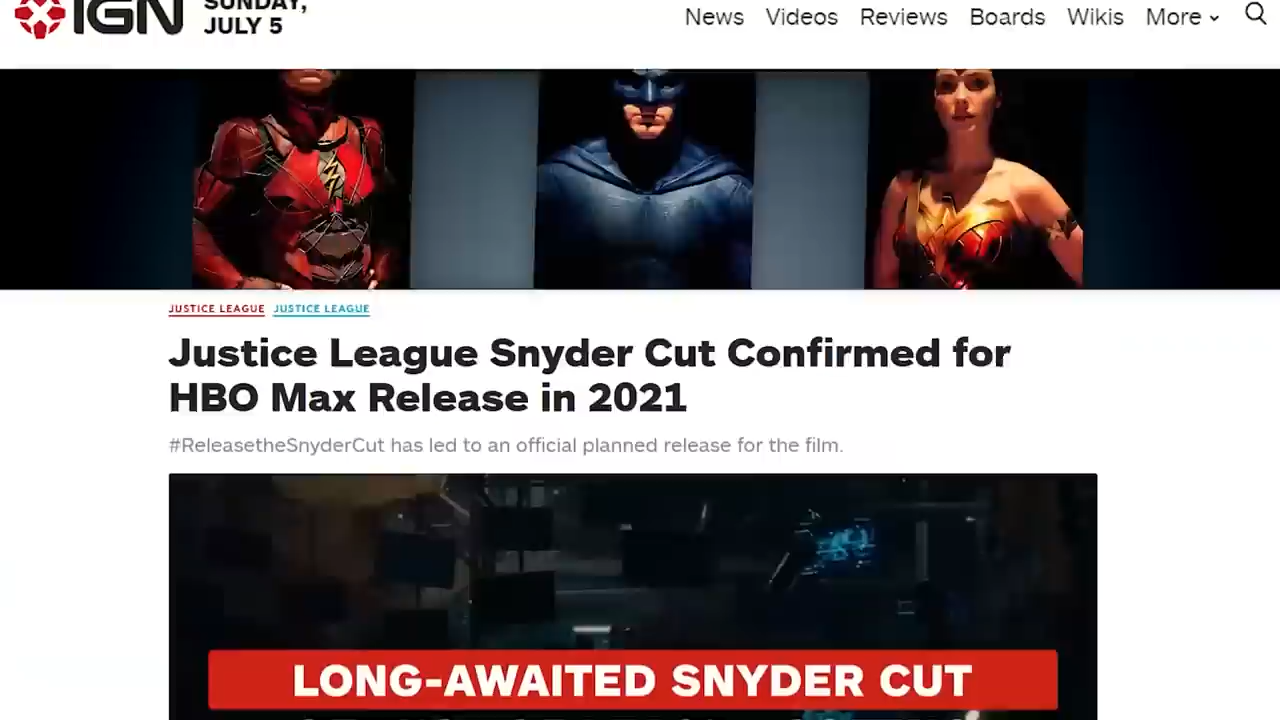 IGN
SUNDAY,
JULY 5
News Videos Reviews Boards Wikis More
JUSTICE LEAGUE JUSTICE LEAGUE
Justice League Snyder Cut Confirmed for
HBO Max Release in 2021
#ReleasetheSnyderCut has led to an official planned release for the film.
LONG-AWAITED SNYDER CUT